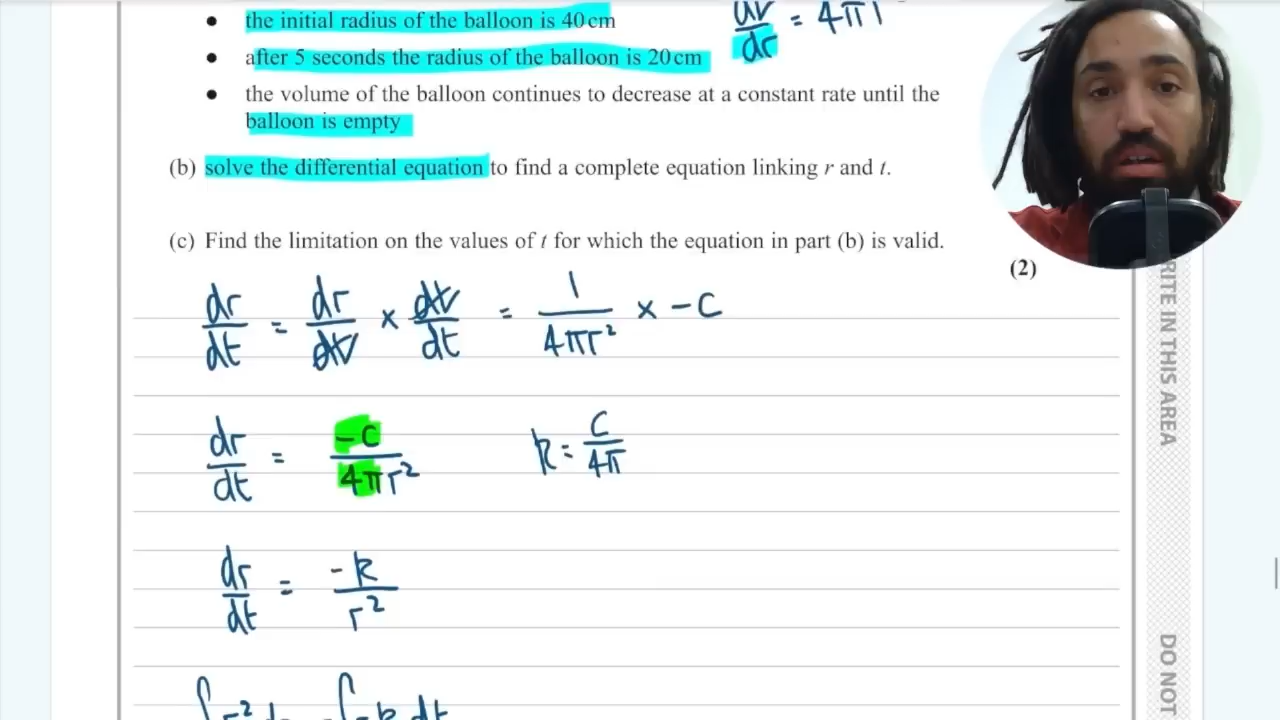 • the initial radius of the balloon is 40 cm
dV/dr = 4πr
• after 5 seconds the radius of the balloon is 20 cm
• the volume of the balloon continues to decrease at a constant rate until the
balloon is empty
(b) solve the differential equation to find a complete equation linking r and t.
(c) Find the limitation on the values of t for which the equation in part (b) is valid.
(2)
dr/dt = dr/dV × dV/dt = 1/4πr² × -c
dr/dt = -c/4πr²
k = c/4π
dr/dt = -k/r²
∫r² dr = ∫-k dt
RITE IN THIS AREA
DO NOT